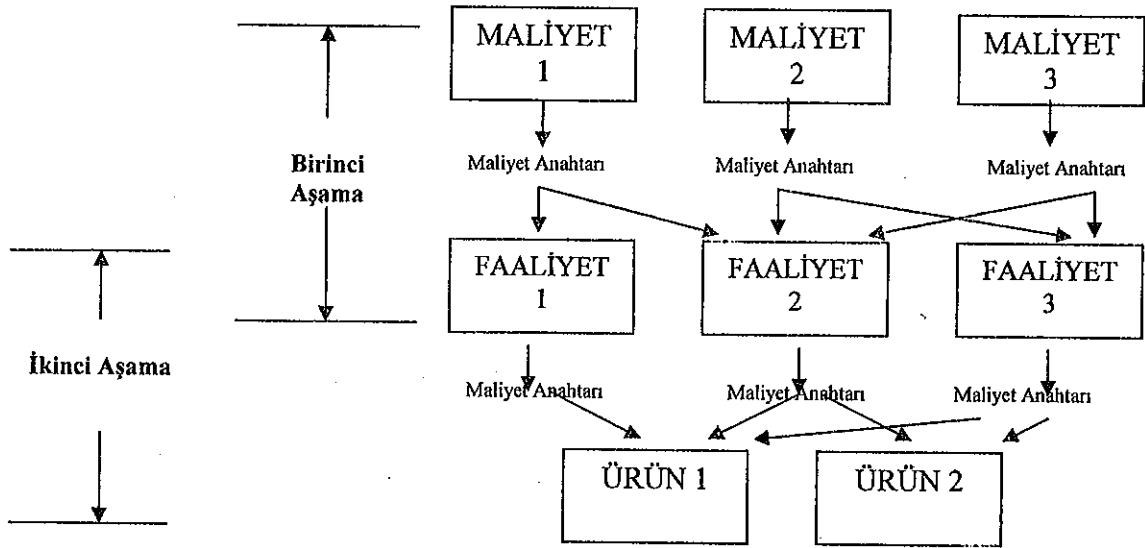 MALİYET
1
MALİYET
2
MALİYET
3
Birinci
Aşama
Maliyet Anahtarı
Maliyet Anahtarı
Maliyet Anahtarı
FAALİYET
1
FAALİYET
2
FAALİYET
3
İkinci Aşama
Maliyet Anahtarı
Maliyet Anahtarı
Maliyet Anahtarı
ÜRÜN 1
ÜRÜN 2